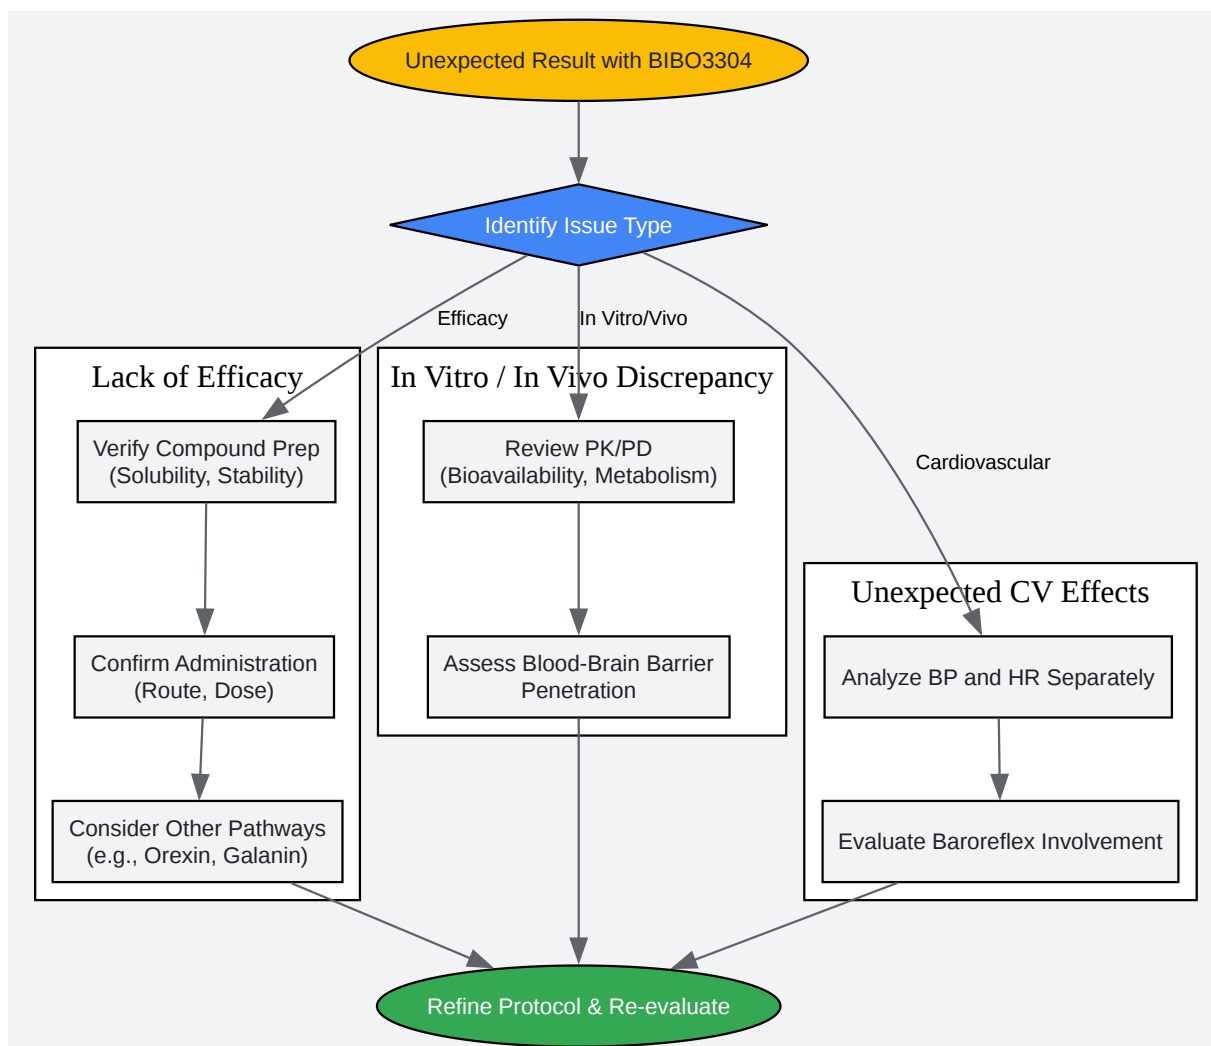 Unexpected Result with BIBO3304
Identify Issue Type
Efficacy
In Vitro/Vivo
Cardiovascular
Lack of Efficacy
Verify Compound Prep
(Solubility, Stability)
Confirm Administration
(Route, Dose)
Consider Other Pathways
(e.g., Orexin, Galanin)
In Vitro / In Vivo Discrepancy
Review PK/PD
(Bioavailability, Metabolism)
Assess Blood-Brain Barrier
Penetration
Unexpected CV Effects
Analyze BP and HR Separately
Evaluate Baroreflex Involvement
Refine Protocol & Re-evaluate